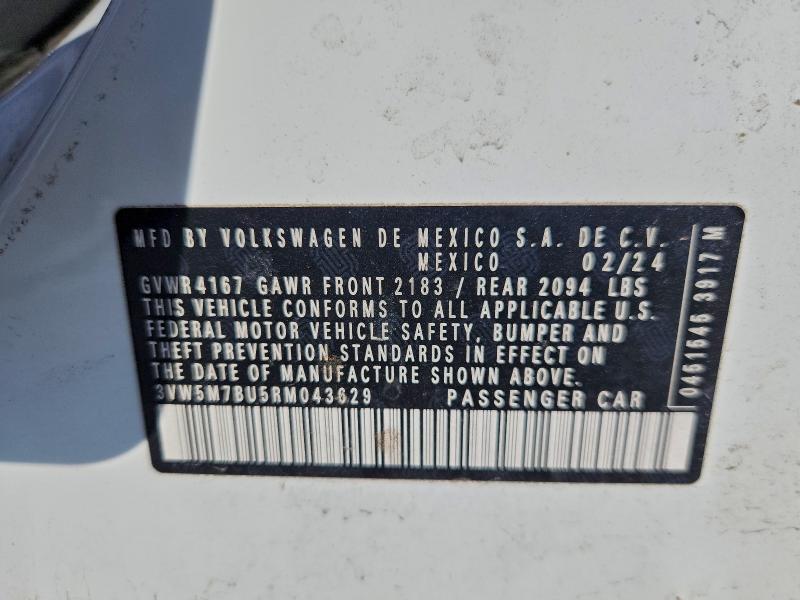 MFD BY VOLKSWAGEN DE MEXICO S.A. DE C.V.
MEXICO 02/24
GVWR4167 GAWR FRONT 2183 / REAR 2094 LBS
THIS VEHICLE CONFORMS TO ALL APPLICABLE U.S.
FEDERAL MOTOR VEHICLE SAFETY, BUMPER AND
THEFT PREVENTION STANDARDS IN EFFECT ON
THE DATE OF MANUFACTURE SHOWN ABOVE.
3VW5M7BU5RM043629 PASSENGER CAR
0461646 3917 M